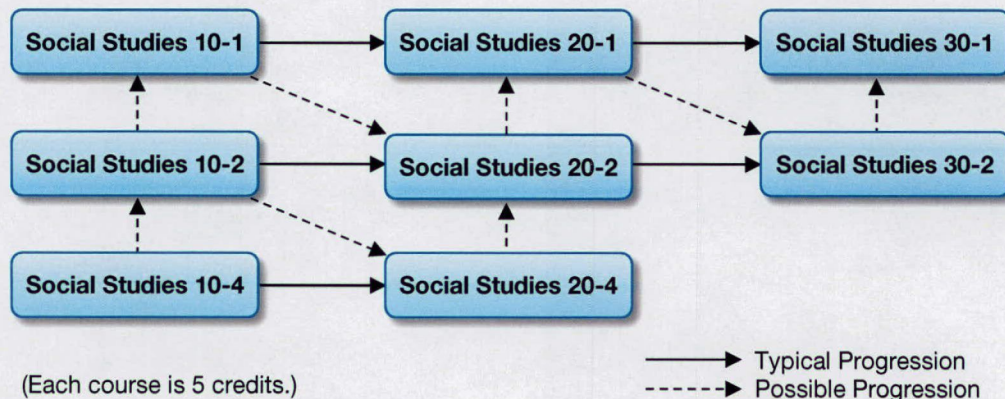 Social Studies 10-1
Social Studies 20-1
Social Studies 30-1
Social Studies 10-2
Social Studies 20-2
Social Studies 30-2
Social Studies 10-4
Social Studies 20-4
Typical Progression
(Each course is 5 credits.)
Possible Progression